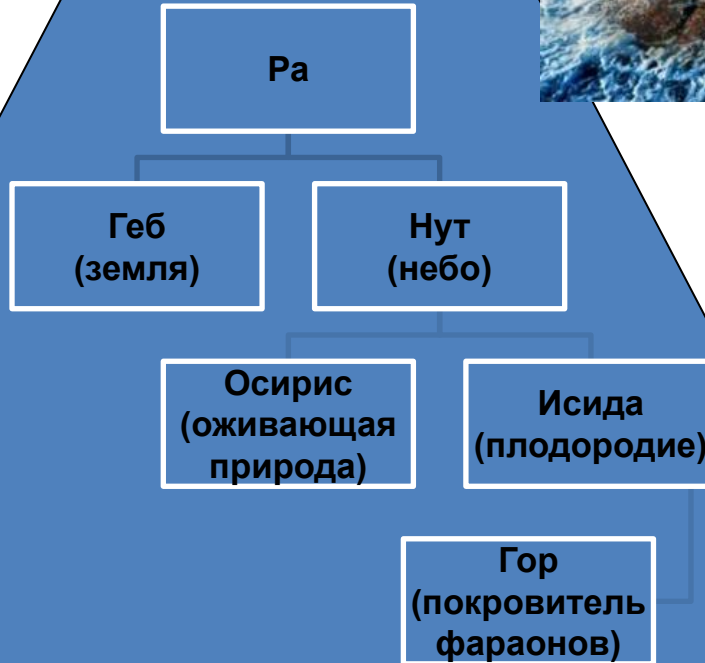 Ра
Геб
(земля)
Нут
(небо)
Осирис
(оживающая
природа)
Исида
(плодородие)
Гор
(покровитель
фараонов)